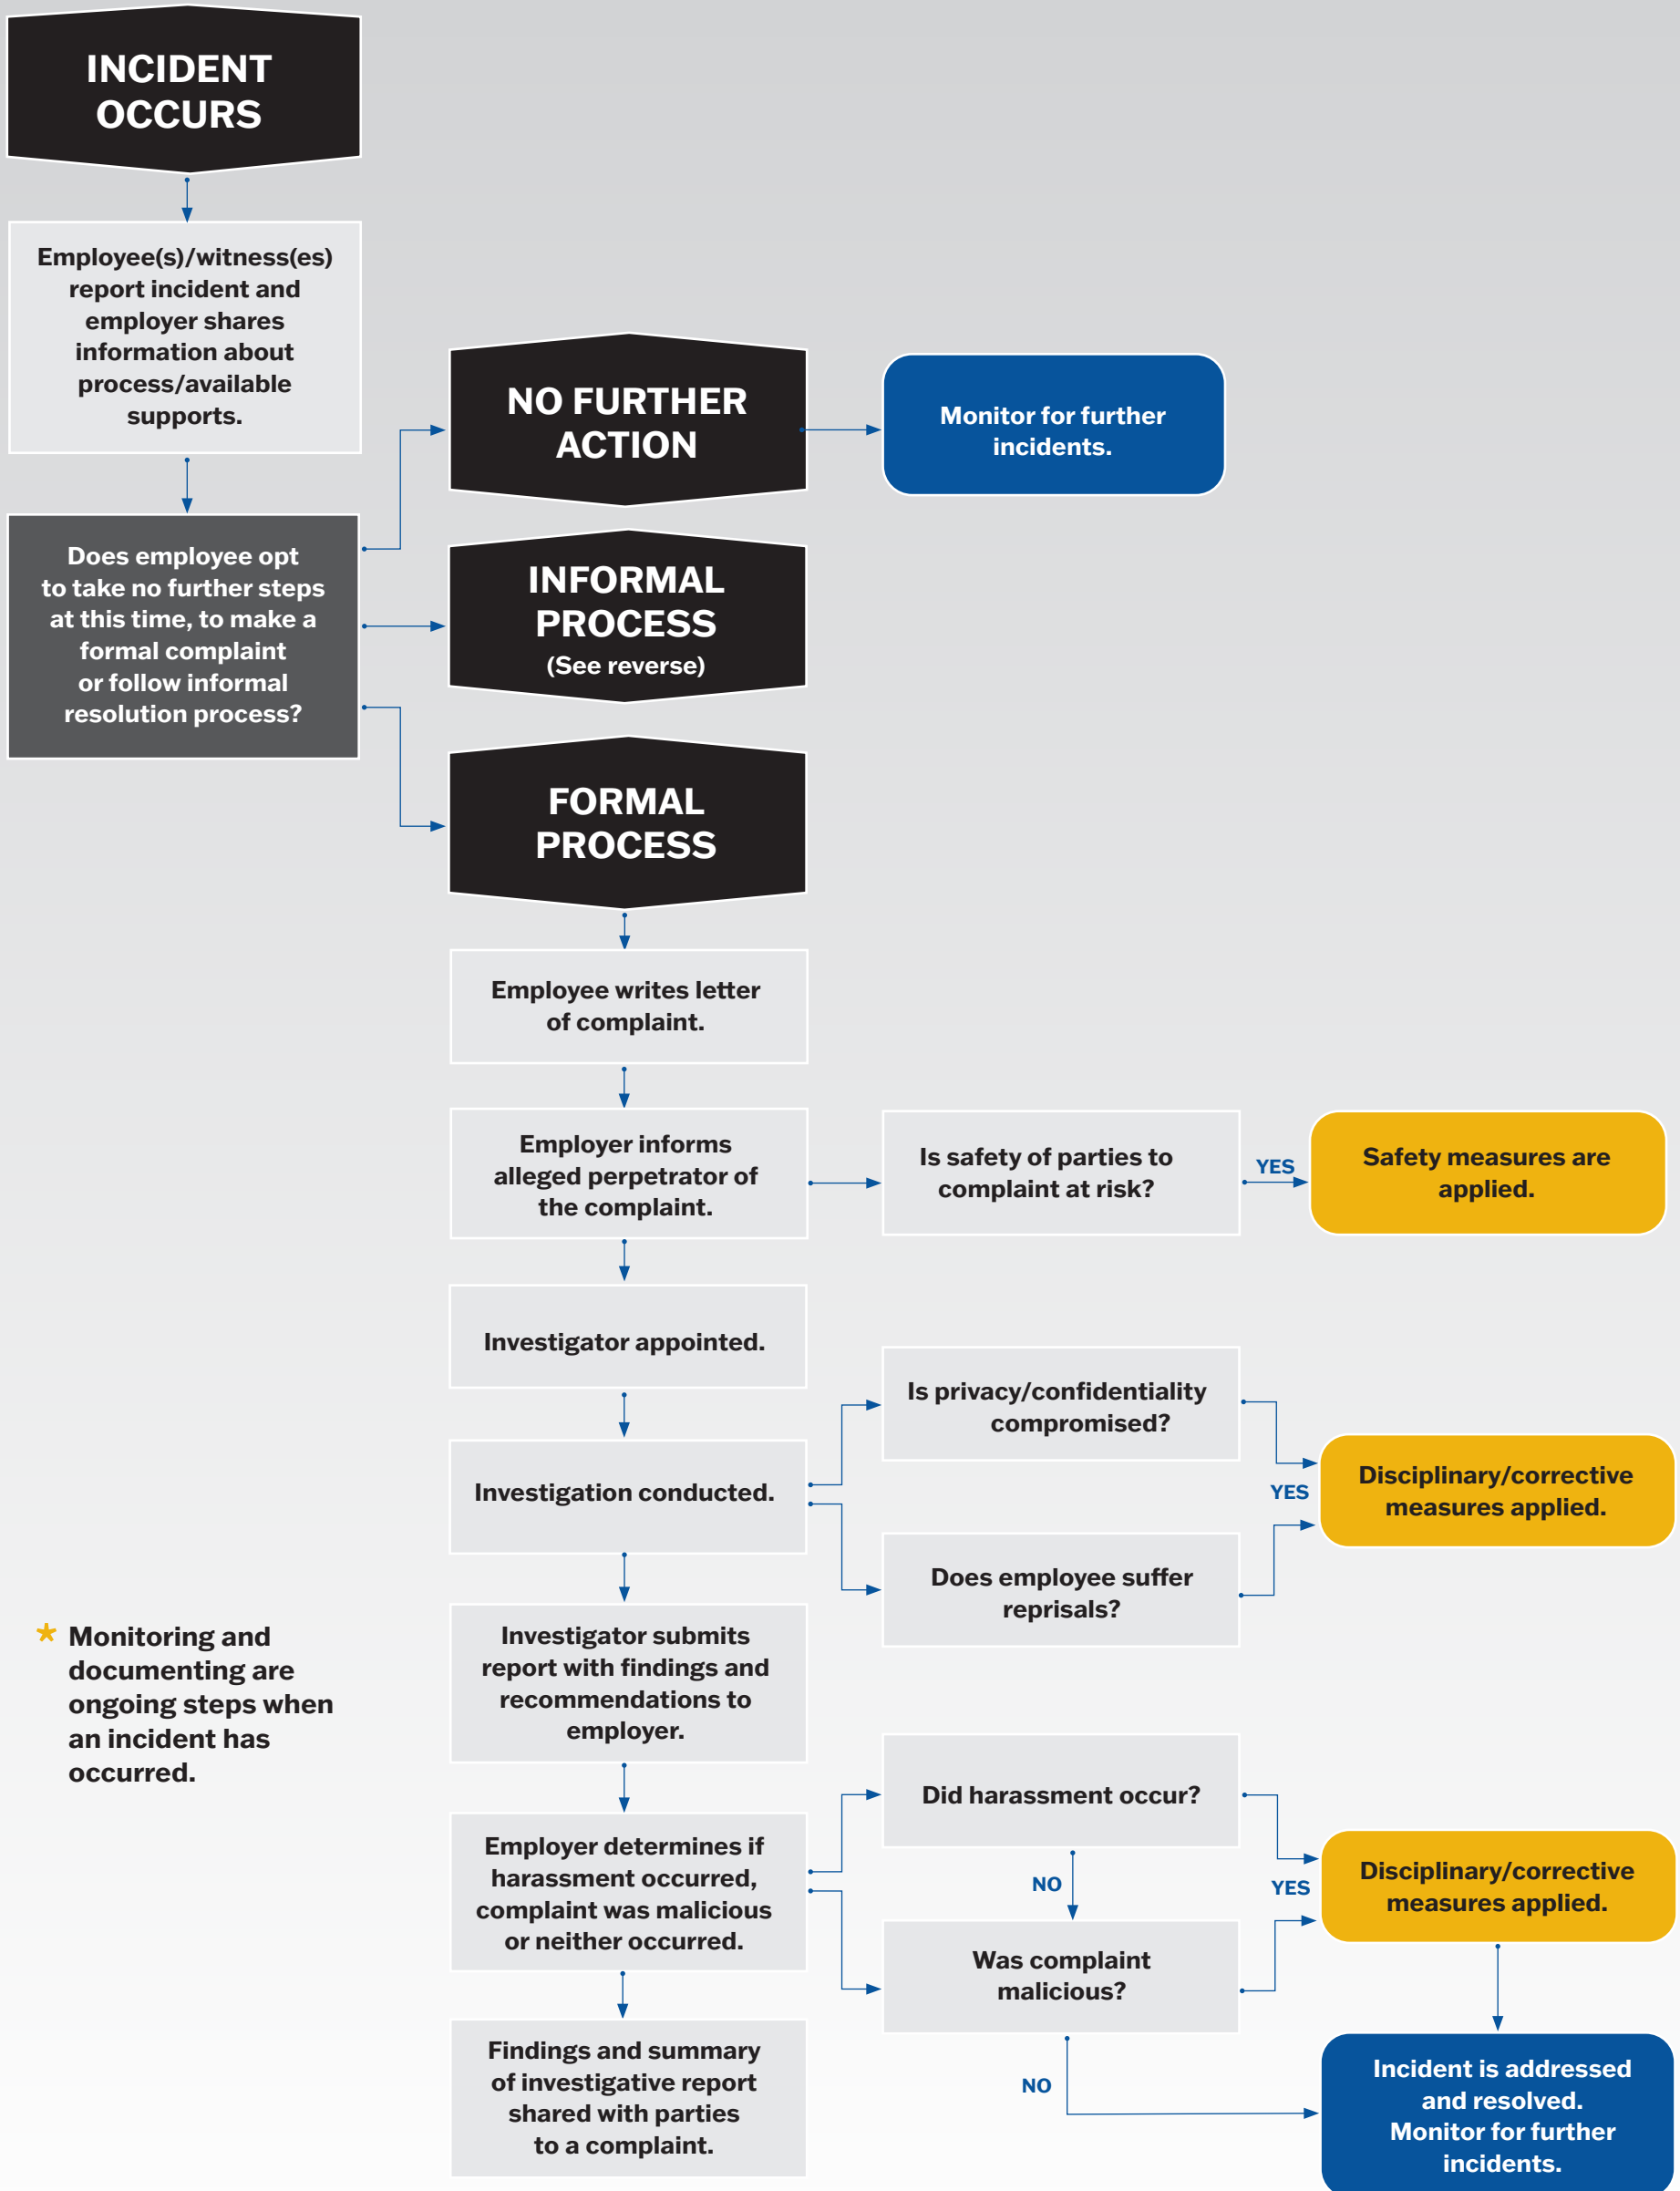 INCIDENT
OCCURS
Employee(s)/witness(es)
report incident and
employer shares
information about
process/available
supports.
Does employee opt
to take no further steps
at this time, to make a
formal complaint
or follow informal
resolution process?
NO FURTHER
ACTION
Monitor for further
incidents.
INFORMAL
PROCESS
(See reverse)
FORMAL
PROCESS
Employee writes letter
of complaint.
Employer informs
alleged perpetrator of
the complaint.
Is safety of parties to
complaint at risk?
YES
Safety measures are
applied.
Investigator appointed.
Investigation conducted.
Is privacy/confidentiality
compromised?
Does employee suffer
reprisals?
YES
Disciplinary/corrective
measures applied.
* Monitoring and
documenting are
ongoing steps when
an incident has
occurred.
Investigator submits
report with findings and
recommendations to
employer.
Employer determines if
harassment occurred,
complaint was malicious
or neither occurred.
Did harassment occur?
NO
Was complaint
malicious?
YES
Disciplinary/corrective
measures applied.
NO
Findings and summary
of investigative report
shared with parties
to a complaint.
Incident is addressed
and resolved.
Monitor for further
incidents.